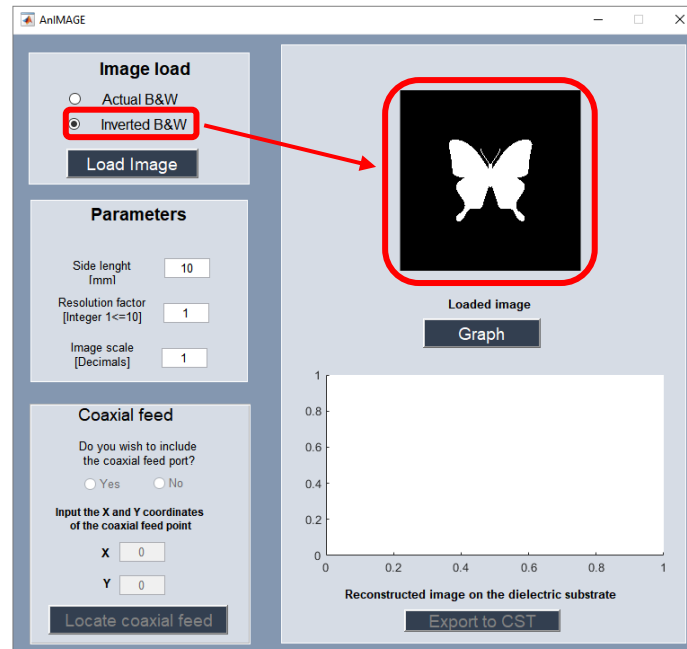 AnIMAGE
Image load
Actual B&W
Inverted B&W
Load Image
Parameters
Side lenght
[mm]
10
Resolution factor
[Integer 1<=10]
1
Image scale
[Decimals]
1
Coaxial feed
Do you wish to include
the coaxial feed port?
Yes No
Input the X and Y coordinates
of the coaxial feed point
X 0
Y 0
Locate coaxial feed
Loaded image
Graph
1
0.8
0.6
0.4
0.2
0
0 0.2 0.4 0.6 0.8 1
Reconstructed image on the dielectric substrate
Export to CST